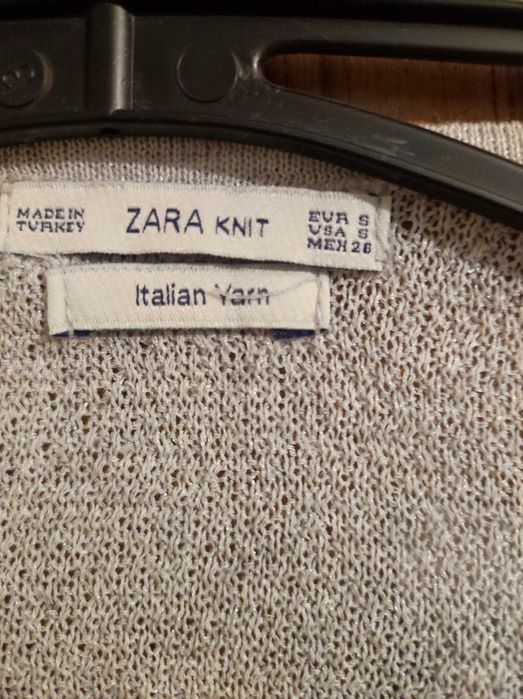 MADE IN
TURKEY
ZARA KNIT
EUR S
USA S
MEX 26
Italian Yarn